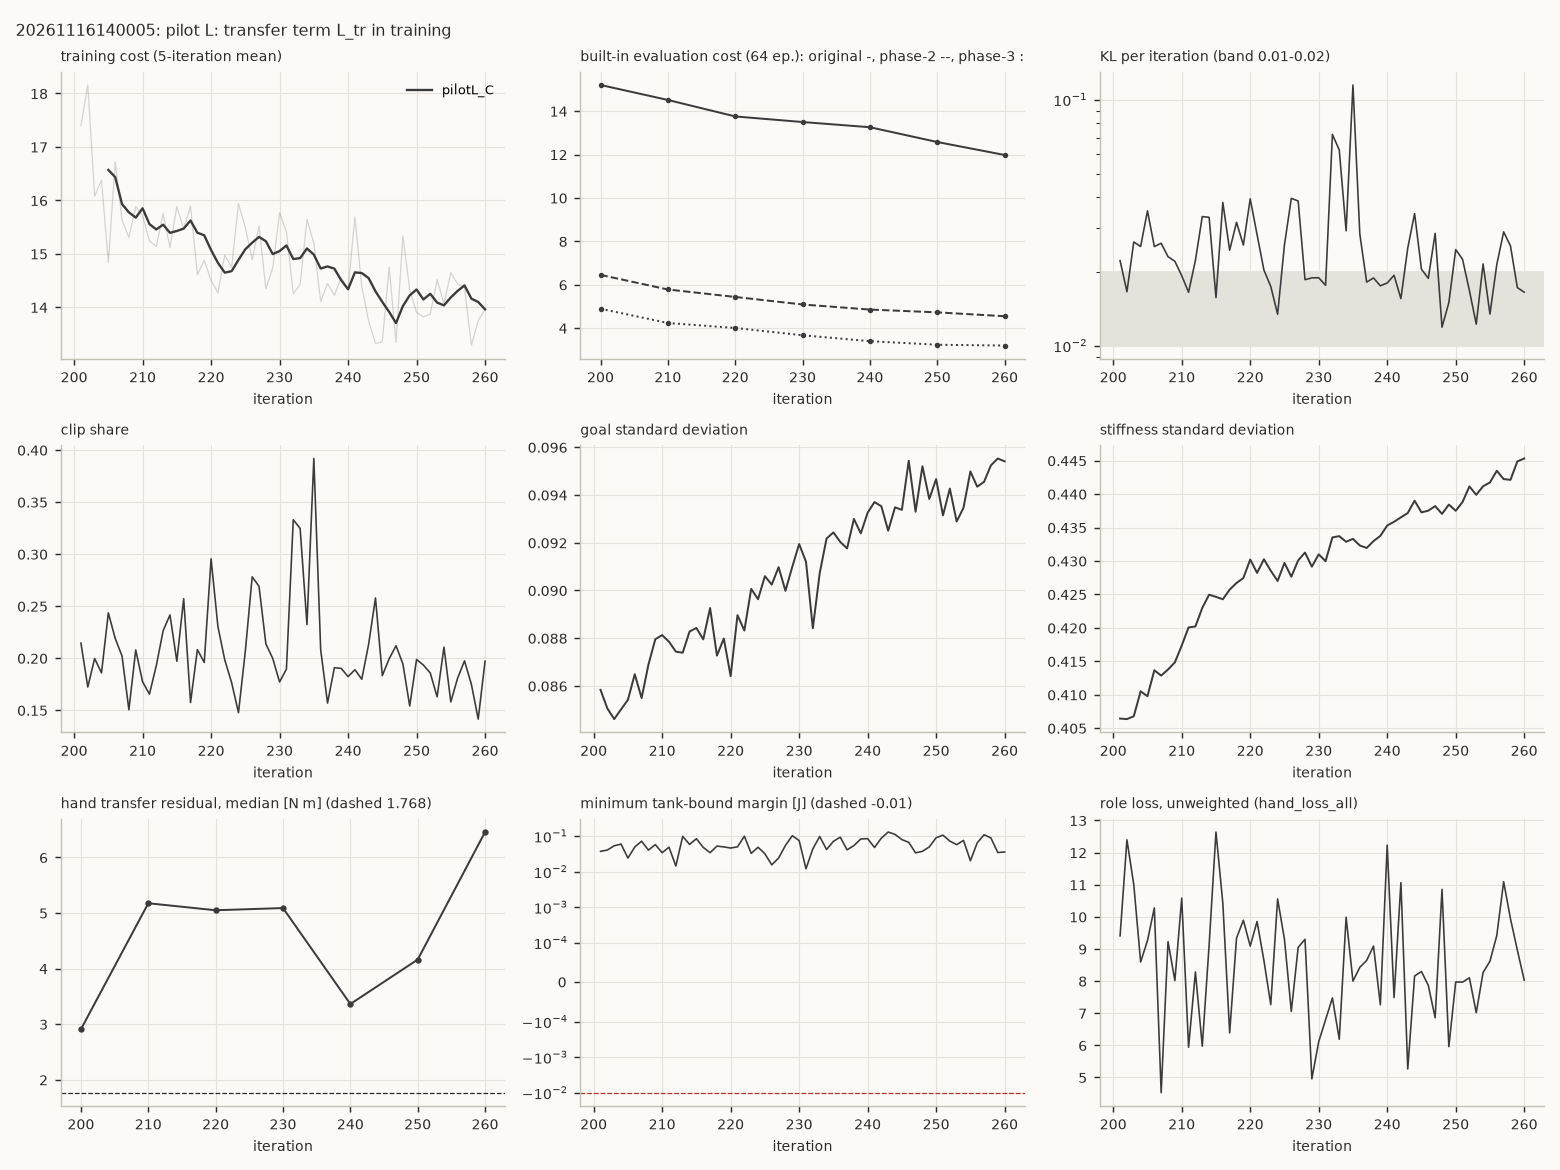 20261116140005: pilot L: transfer term L_tr in training
training cost (5-iteration mean)
pilotL_C
18
17
16
15
14
200 210 220 230 240 250 260
iteration
built-in evaluation cost (64 ep.): original -, phase-2 --, phase-3 :
14
12
10
8
6
4
200 210 220 230 240 250 260
iteration
KL per iteration (band 0.01-0.02)
10⁻¹
10⁻²
200 210 220 230 240 250 260
iteration
clip share
0.40
0.35
0.30
0.25
0.20
0.15
200 210 220 230 240 250 260
iteration
goal standard deviation
0.096
0.094
0.092
0.090
0.088
0.086
200 210 220 230 240 250 260
iteration
stiffness standard deviation
0.445
0.440
0.435
0.430
0.425
0.420
0.415
0.410
0.405
200 210 220 230 240 250 260
iteration
hand transfer residual, median [N m] (dashed 1.768)
6
5
4
3
2
200 210 220 230 240 250 260
iteration
minimum tank-bound margin [J] (dashed -0.01)
10⁻¹
10⁻²
10⁻³
10⁻⁴
0
−10⁻⁴
−10⁻³
−10⁻²
200 210 220 230 240 250 260
iteration
role loss, unweighted (hand_loss_all)
13
12
11
10
9
8
7
6
5
200 210 220 230 240 250 260
iteration